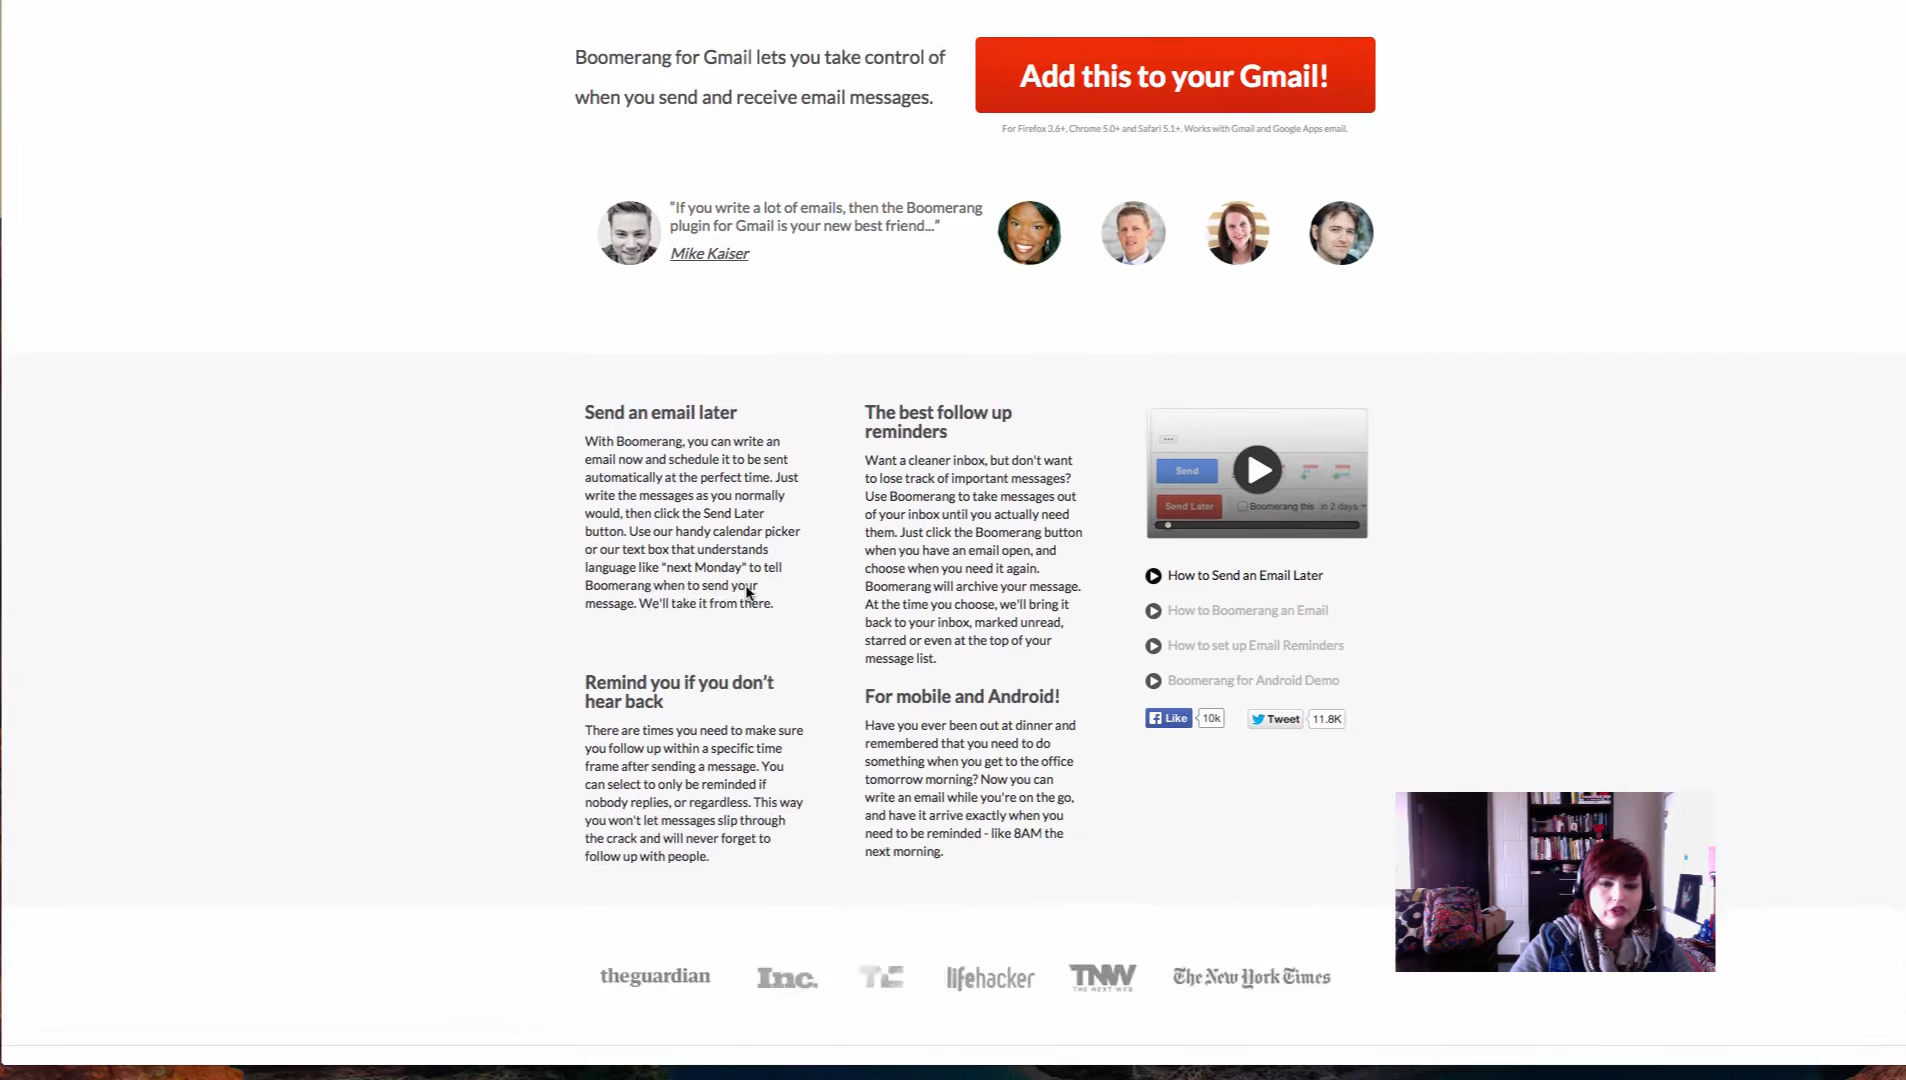 Boomerang for Gmail lets you take control of
when you send and receive email messages.
Add this to your Gmail!
For Firefox 3.6+, Chrome 5.0+ and Safari 5.1+. Works with Gmail and Google Apps email.
"If you write a lot of emails, then the Boomerang
plugin for Gmail is your new best friend..."
Mike Kaiser
Send an email later
With Boomerang, you can write an
email now and schedule it to be sent
automatically at the perfect time. Just
write the messages as you normally
would, then click the Send Later
button. Use our handy calendar picker
or our text box that understands
language like "next Monday" to tell
Boomerang when to send your
message. We'll take it from there.
Remind you if you don't
hear back
There are times you need to make sure
you follow up within a specific time
frame after sending a message. You
can select to only be reminded if
nobody replies, or regardless. This way
you won't let messages slip through
the crack and will never forget to
follow up with people.
The best follow up
reminders
Want a cleaner inbox, but don't want
to lose track of important messages?
Use Boomerang to take messages out
of your inbox until you actually need
them. Just click the Boomerang button
when you have an email open, and
choose when you need it again.
Boomerang will archive your message.
At the time you choose, we'll bring it
back to your inbox, marked unread,
starred or even at the top of your
message list.
For mobile and Android!
Have you ever been out at dinner and
remembered that you need to do
something when you get to the office
tomorrow morning? Now you can
write an email while you're on the go,
and have it arrive exactly when you
need to be reminded - like 8AM the
next morning.
Send
Send Later
Boomerang this in 2 days
How to Send an Email Later
How to Boomerang an Email
How to set up Email Reminders
Boomerang for Android Demo
Like 10k
Tweet 11.8K
theguardian
Inc.
TC
lifehacker
TNW
THE NEXT WEB
The New York Times